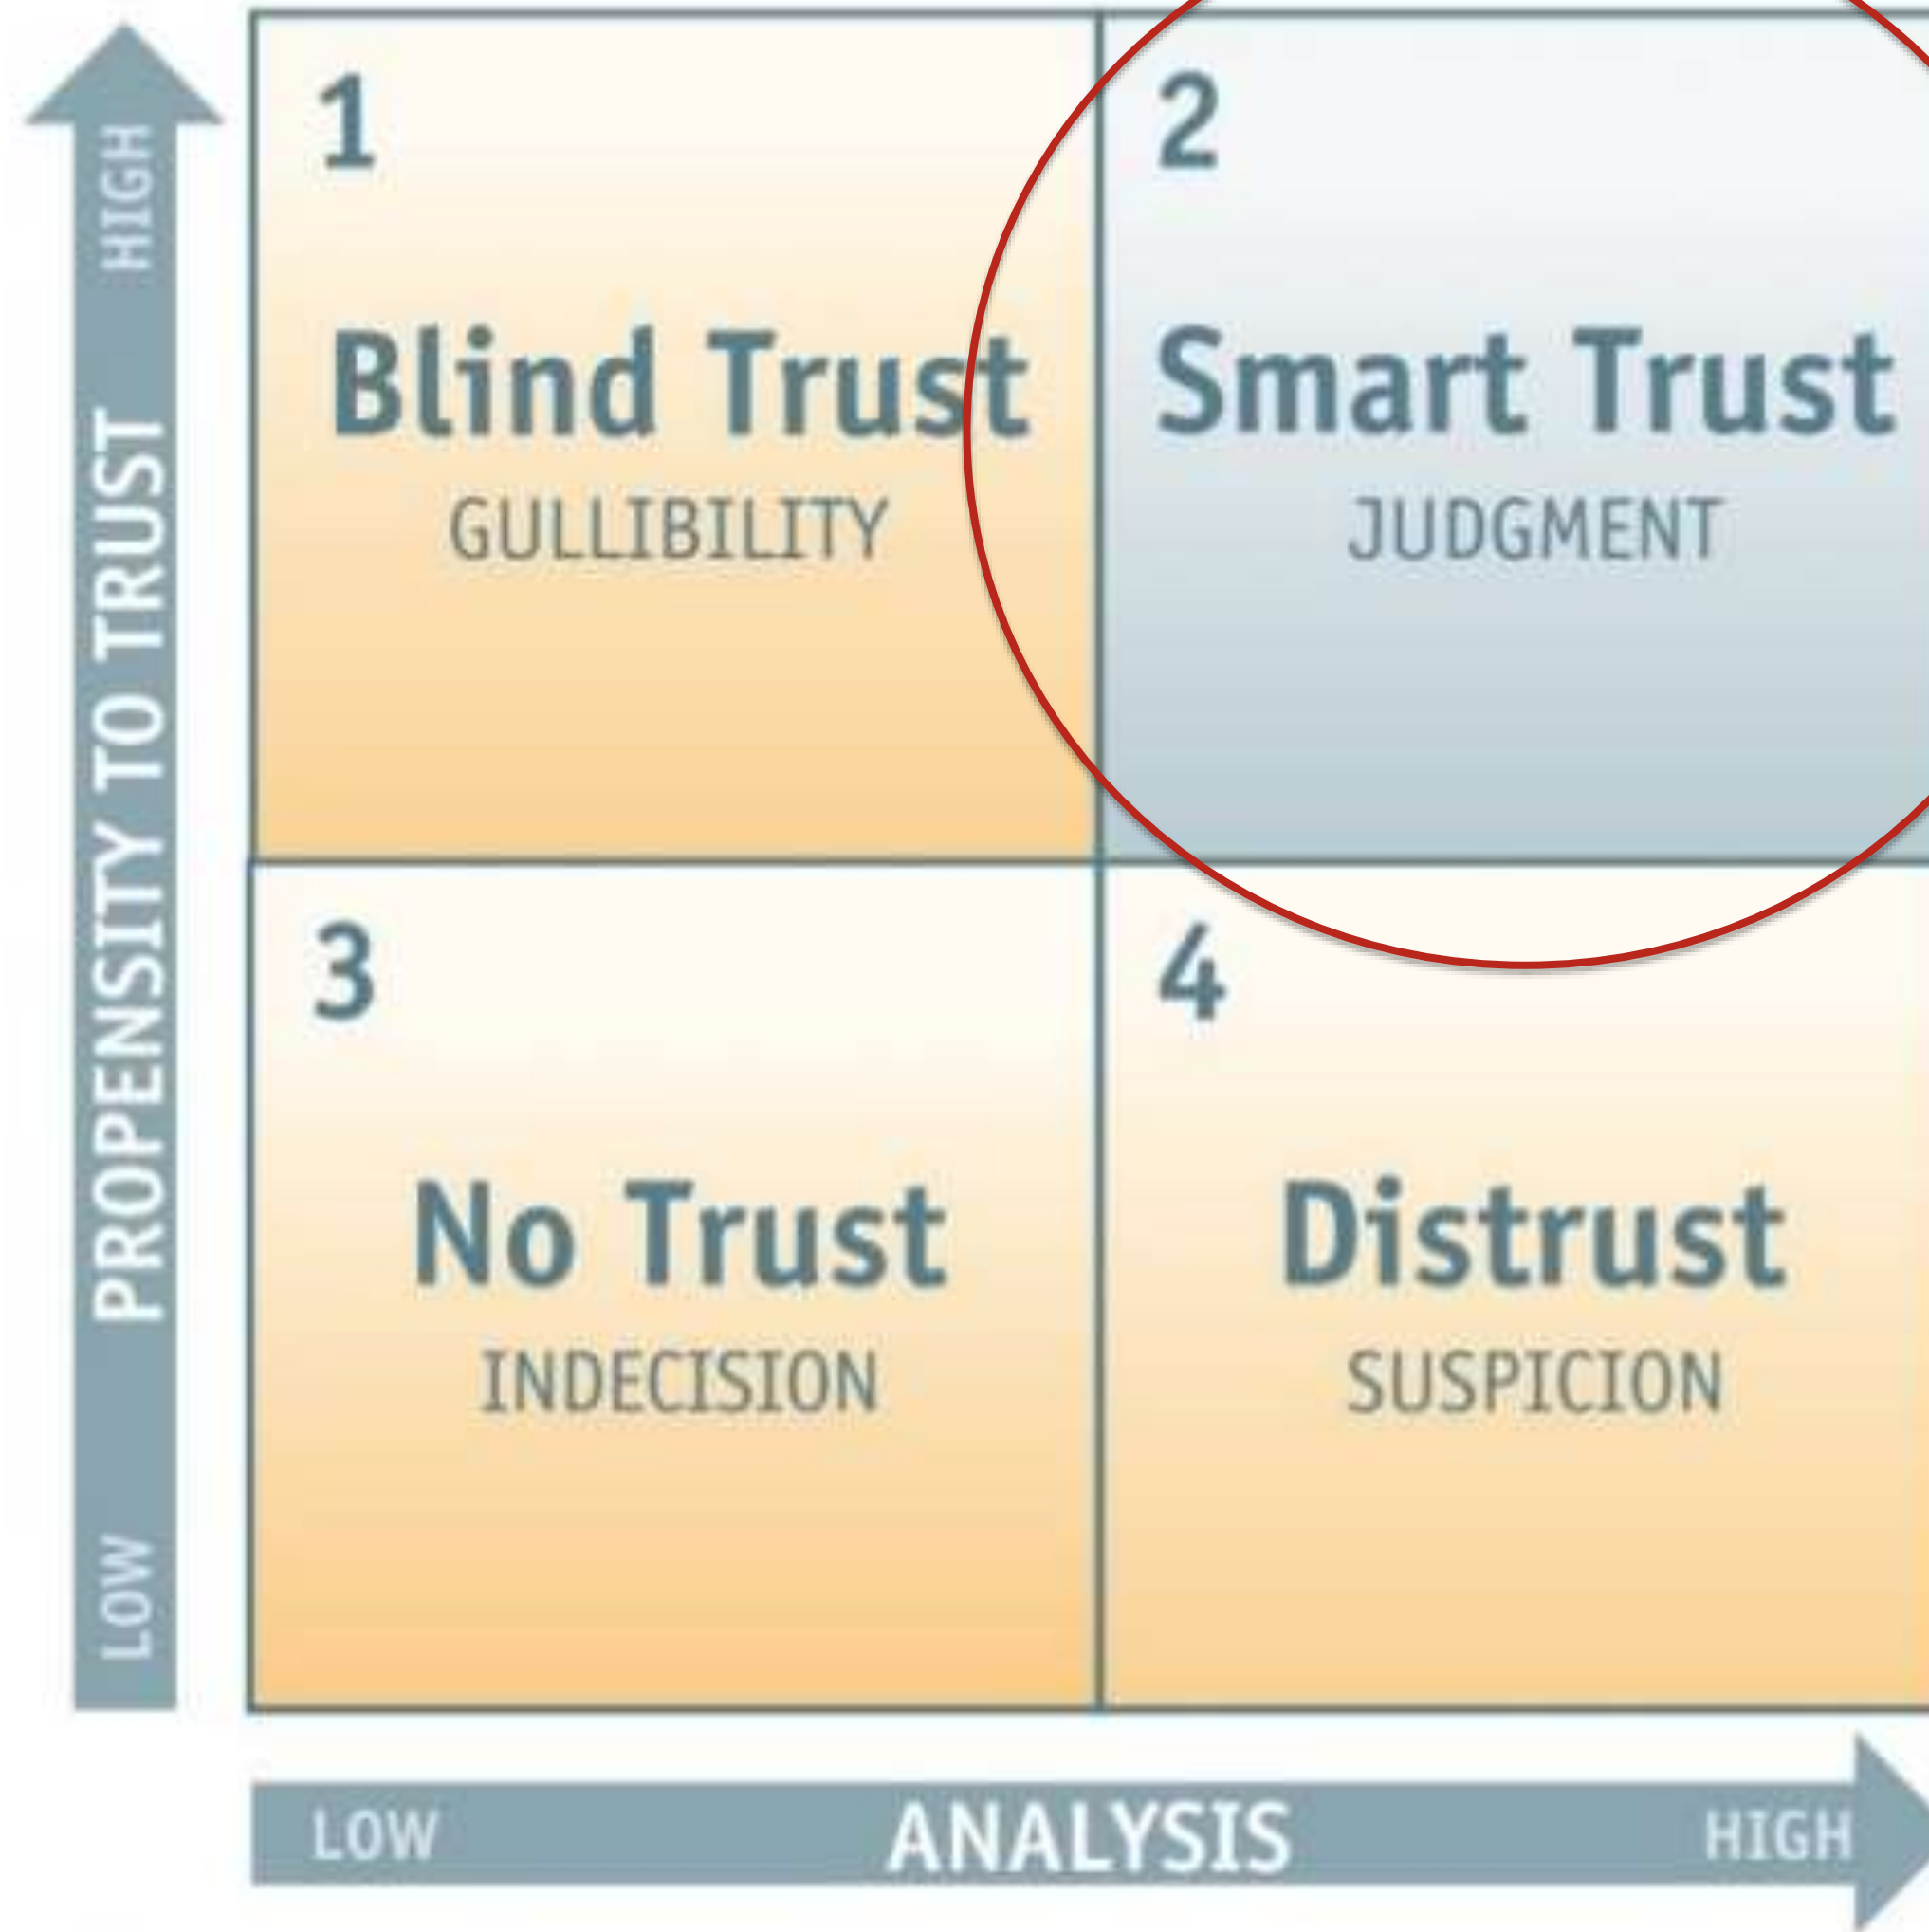 HIGH
PROPENSITY TO TRUST
LOW
1
Blind Trust
GULLIBILITY
2
Smart Trust
JUDGMENT
3
No Trust
INDECISION
4
Distrust
SUSPICION
LOW
ANALYSIS
HIGH